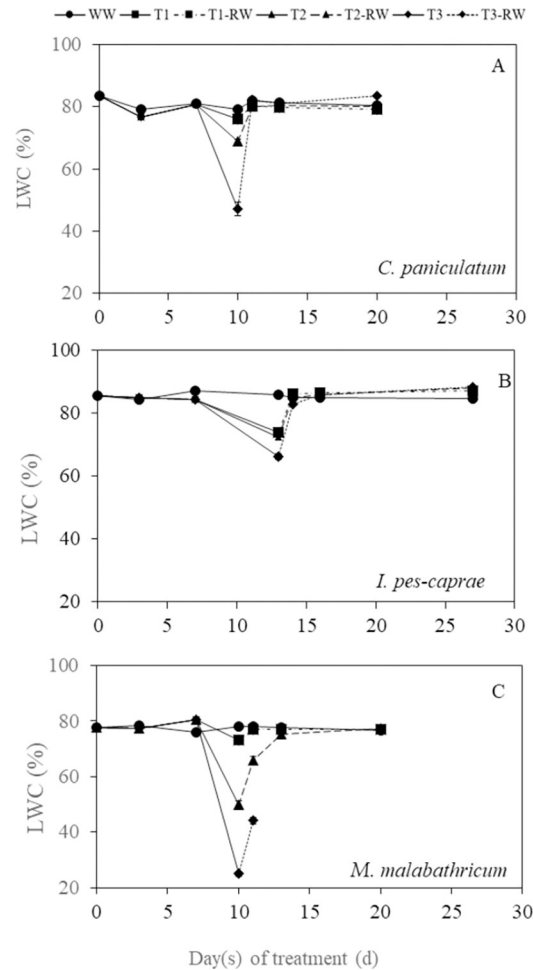 WW T1 T1-RW T2 T2-RW T3 T3-RW
A
LWC (%)
100
80
60
40
20
C. paniculatum
0 5 10 15 20 25 30
B
LWC (%)
100
80
60
40
20
I. pes-caprae
0 5 10 15 20 25 30
C
LWC (%)
100
80
60
40
20
M. malabathricum
0 5 10 15 20 25 30
Day(s) of treatment (d)